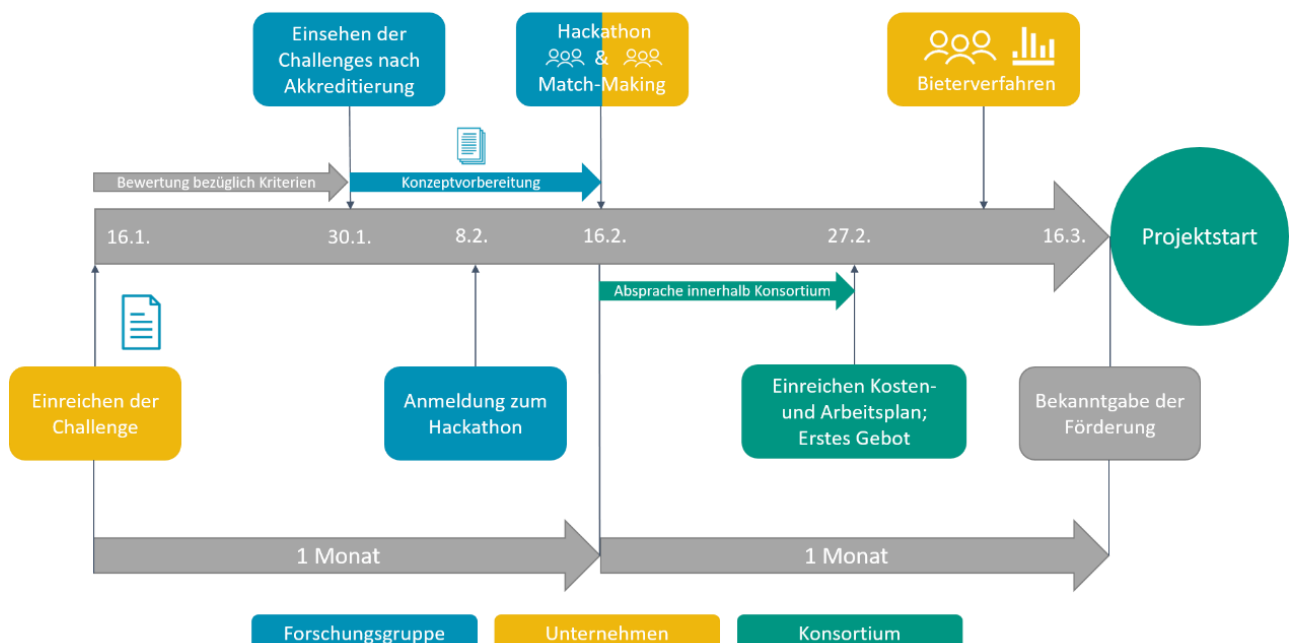 Einsehen der
Challenges nach
Akkreditierung
Hackathon
&
Match-Making
Bieterverfahren
Bewertung bezüglich Kriterien
Konzeptvorbereitung
16.1.
30.1.
8.2.
16.2.
27.2.
16.3.
Projektstart
Absprache innerhalb Konsortium
Einreichen der
Challenge
Anmeldung zum
Hackathon
Einreichen Kosten-
und Arbeitsplan;
Erstes Gebot
Bekanntgabe der
Förderung
1 Monat
1 Monat
Forschungsgruppe
Unternehmen
Konsortium